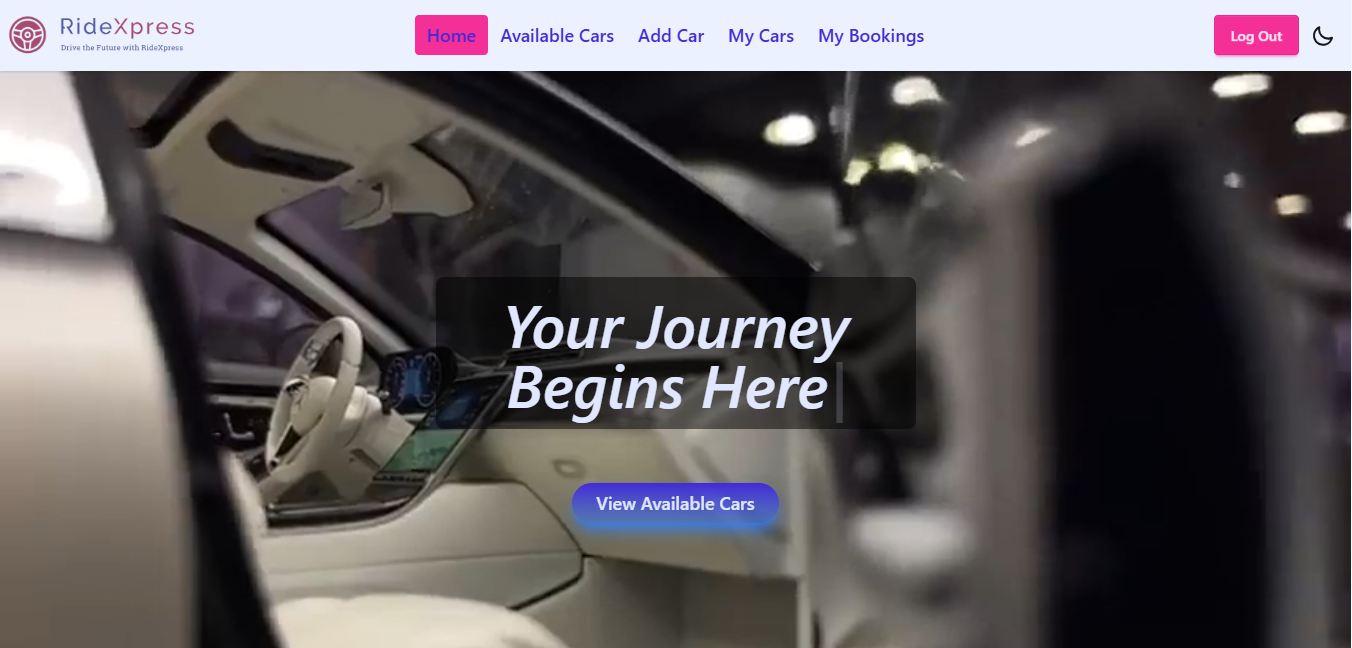 RideXpress
Drive the Future with RideXpress
Home
Available Cars
Add Car
My Cars
My Bookings
Log Out
Your Journey
Begins Here
View Available Cars